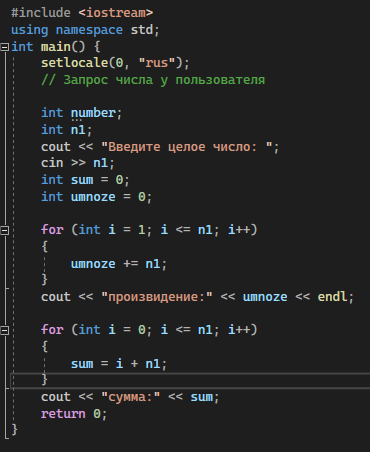 #include <iostream>
using namespace std;
int main() {
setlocale(0, "rus");
// Запрос числа у пользователя
int number;
int n1;
cout << "Введите целое число: ";
cin >> n1;
int sum = 0;
int umnoze = 0;
for (int i = 1; i <= n1; i++)
{
umnoze += n1;
}
cout << "произвидение:" << umnoze << endl;
for (int i = 0; i <= n1; i++)
{
sum = i + n1;
}
cout << "сумма:" << sum;
return 0;
}